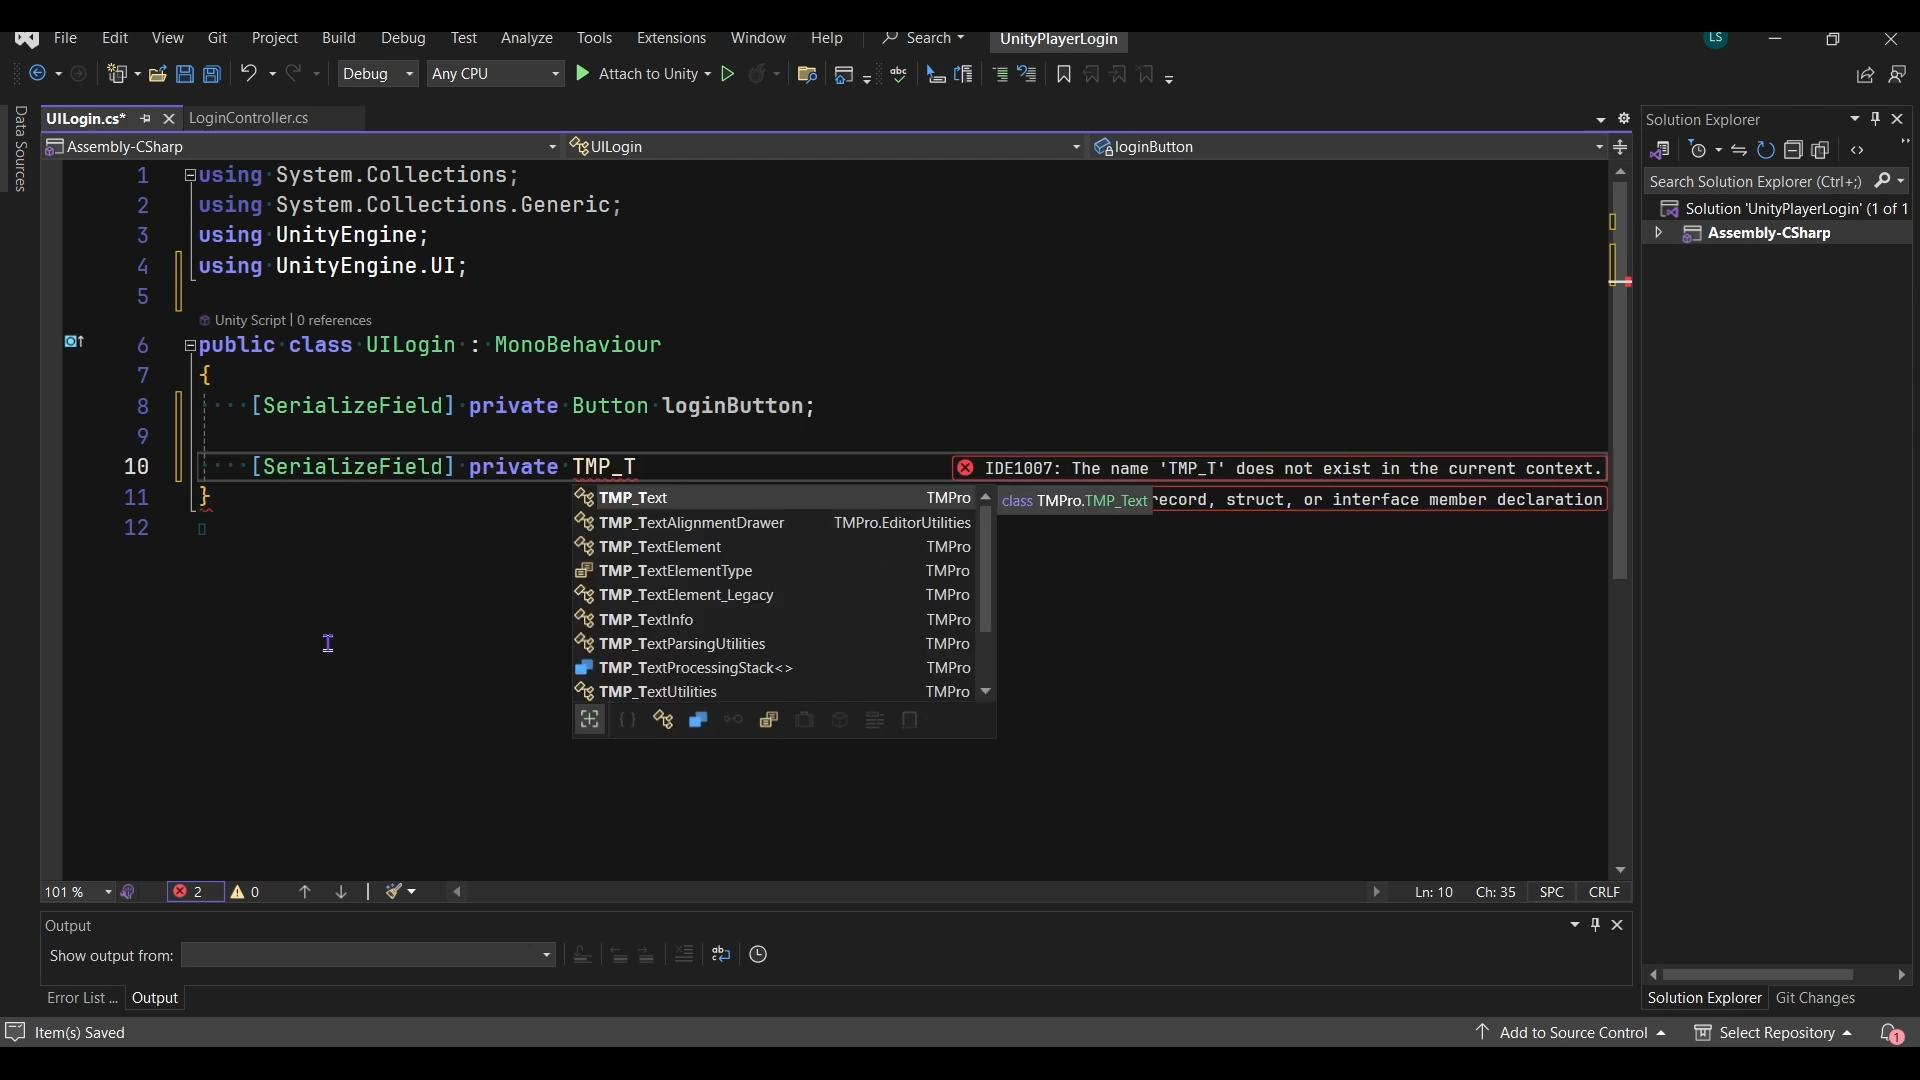 File Edit View Git Project Build Debug Test Analyze Tools Extensions Window Help Search UnityPlayerLogin LS
Debug Any CPU Attach to Unity
Data Sources
UILogin.cs* LoginController.cs
Assembly-CSharp UILogin loginButton
1 using System.Collections;
2 using System.Collections.Generic;
3 using UnityEngine;
4 using UnityEngine.UI;
5
Unity Script | 0 references
6 public class UILogin : MonoBehaviour
7 {
8 [SerializeField] private Button loginButton;
9
10 [SerializeField] private TMP_T IDE1007: The name 'TMP_T' does not exist in the current context.
11 }
12
TMP_Text TMPro
class TMPro.TMP_Text record, struct, or interface member declaration
TMP_TextAlignmentDrawer TMPro.EditorUtilities
TMP_TextElement TMPro
TMP_TextElementType TMPro
TMP_TextElement_Legacy TMPro
TMP_TextInfo TMPro
TMP_TextParsingUtilities TMPro
TMP_TextProcessingStack<> TMPro
TMP_TextUtilities TMPro
101 % 2 0 Ln: 10 Ch: 35 SPC CRLF
Output
Show output from:
Error List ... Output
Solution Explorer
Search Solution Explorer (Ctrl+;)
Solution 'UnityPlayerLogin' (1 of 1
Assembly-CSharp
Solution Explorer Git Changes
Item(s) Saved Add to Source Control Select Repository 1